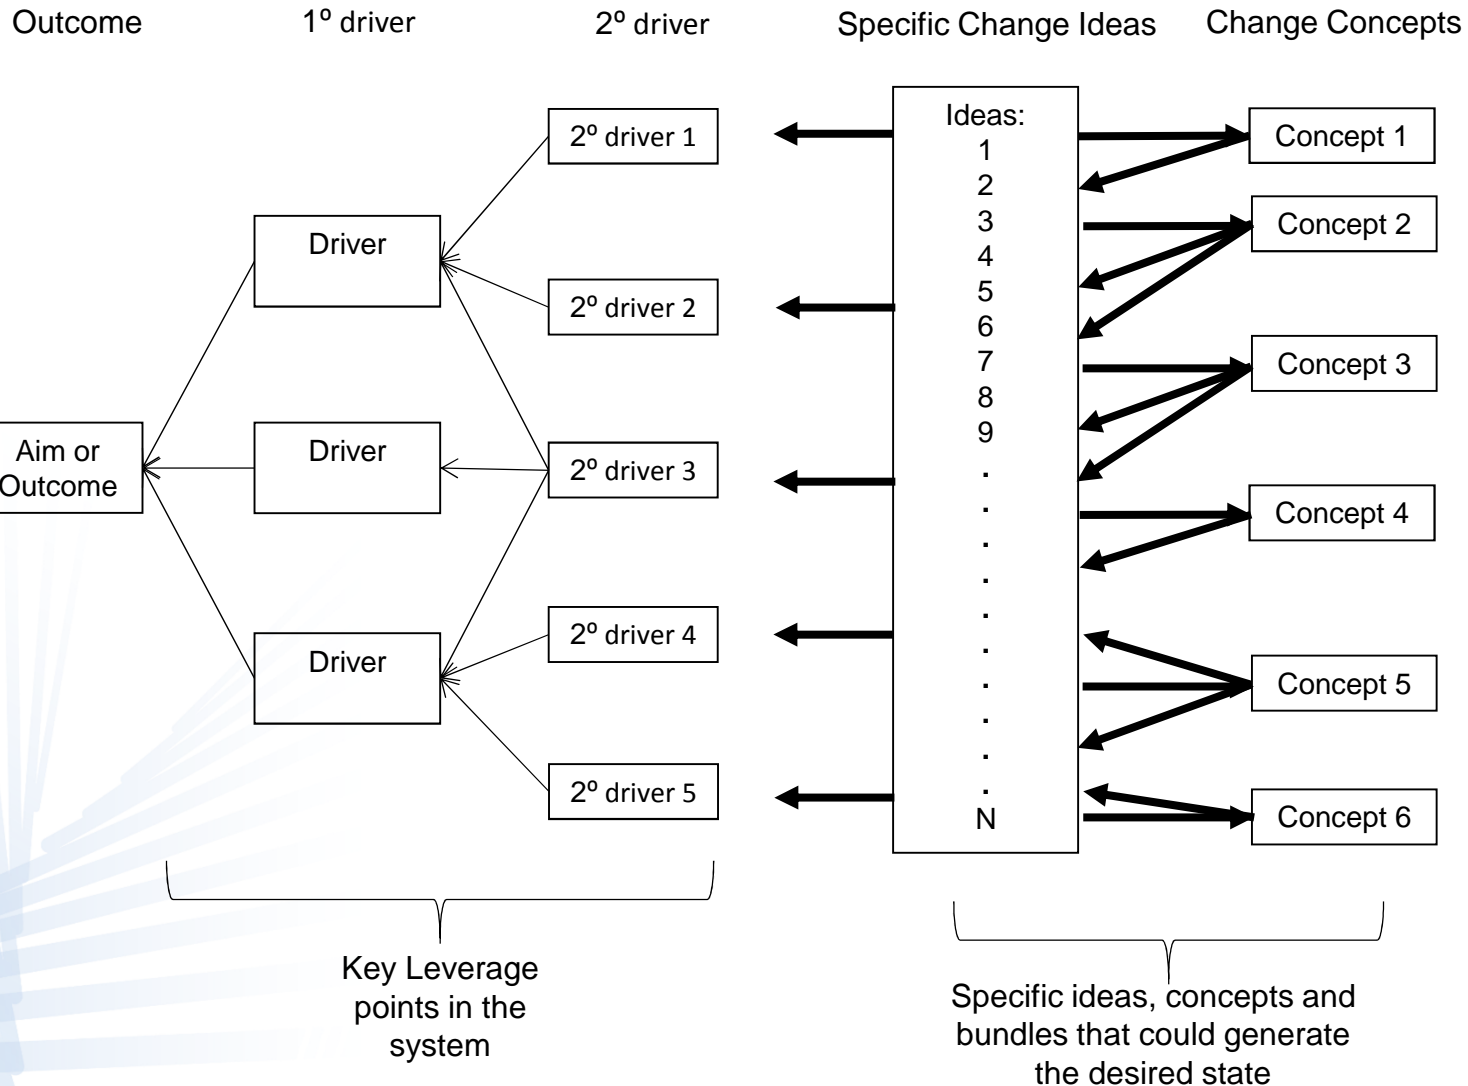 Outcome
1º driver
2º driver
Specific Change Ideas
Change Concepts
Aim or
Outcome
Driver
Driver
Driver
2º driver 1
2º driver 2
2º driver 3
2º driver 4
2º driver 5
Ideas:
1
2
3
4
5
6
7
8
9
.
.
.
.
.
.
.
.
.
.
N
Concept 1
Concept 2
Concept 3
Concept 4
Concept 5
Concept 6
Key Leverage
points in the
system
Specific ideas, concepts and
bundles that could generate
the desired state